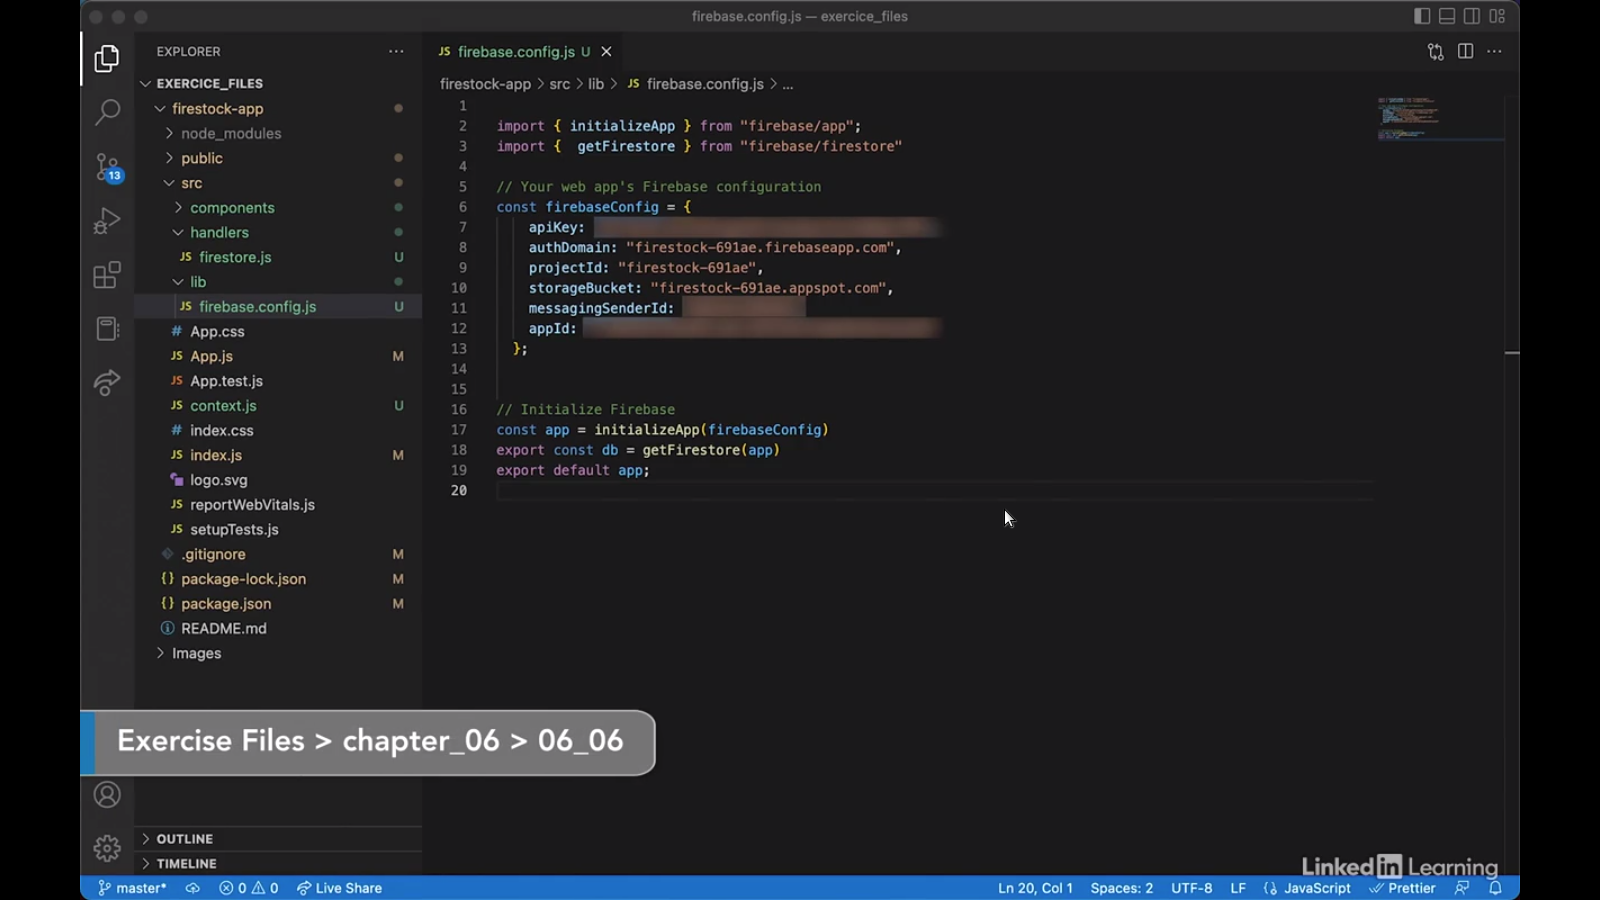 firebase.config.js — exercice_files
EXPLORER
EXERCICE_FILES
firestock-app
node_modules
public
13
src
components
handlers
JS firestore.js U
lib
JS firebase.config.js U
# App.css
JS App.js M
JS App.test.js
JS context.js U
# index.css
JS index.js M
logo.svg
JS reportWebVitals.js
JS setupTests.js
.gitignore M
{} package-lock.json M
{} package.json M
README.md
Images
OUTLINE
TIMELINE
JS firebase.config.js U
firestock-app > src > lib > JS firebase.config.js > ...
1
2 import { initializeApp } from "firebase/app";
3 import {  getFirestore } from "firebase/firestore"
4
5 // Your web app's Firebase configuration
6 const firebaseConfig = {
7 apiKey:
8 authDomain: "firestock-691ae.firebaseapp.com",
9 projectId: "firestock-691ae",
10 storageBucket: "firestock-691ae.appspot.com",
11 messagingSenderId:
12 appId:
13 };
14
15
16 // Initialize Firebase
17 const app = initializeApp(firebaseConfig)
18 export const db = getFirestore(app)
19 export default app;
20
Exercise Files > chapter_06 > 06_06
LinkedIn Learning
master* 0 0 Live Share
Ln 20, Col 1 Spaces: 2 UTF-8 LF {} JavaScript Prettier